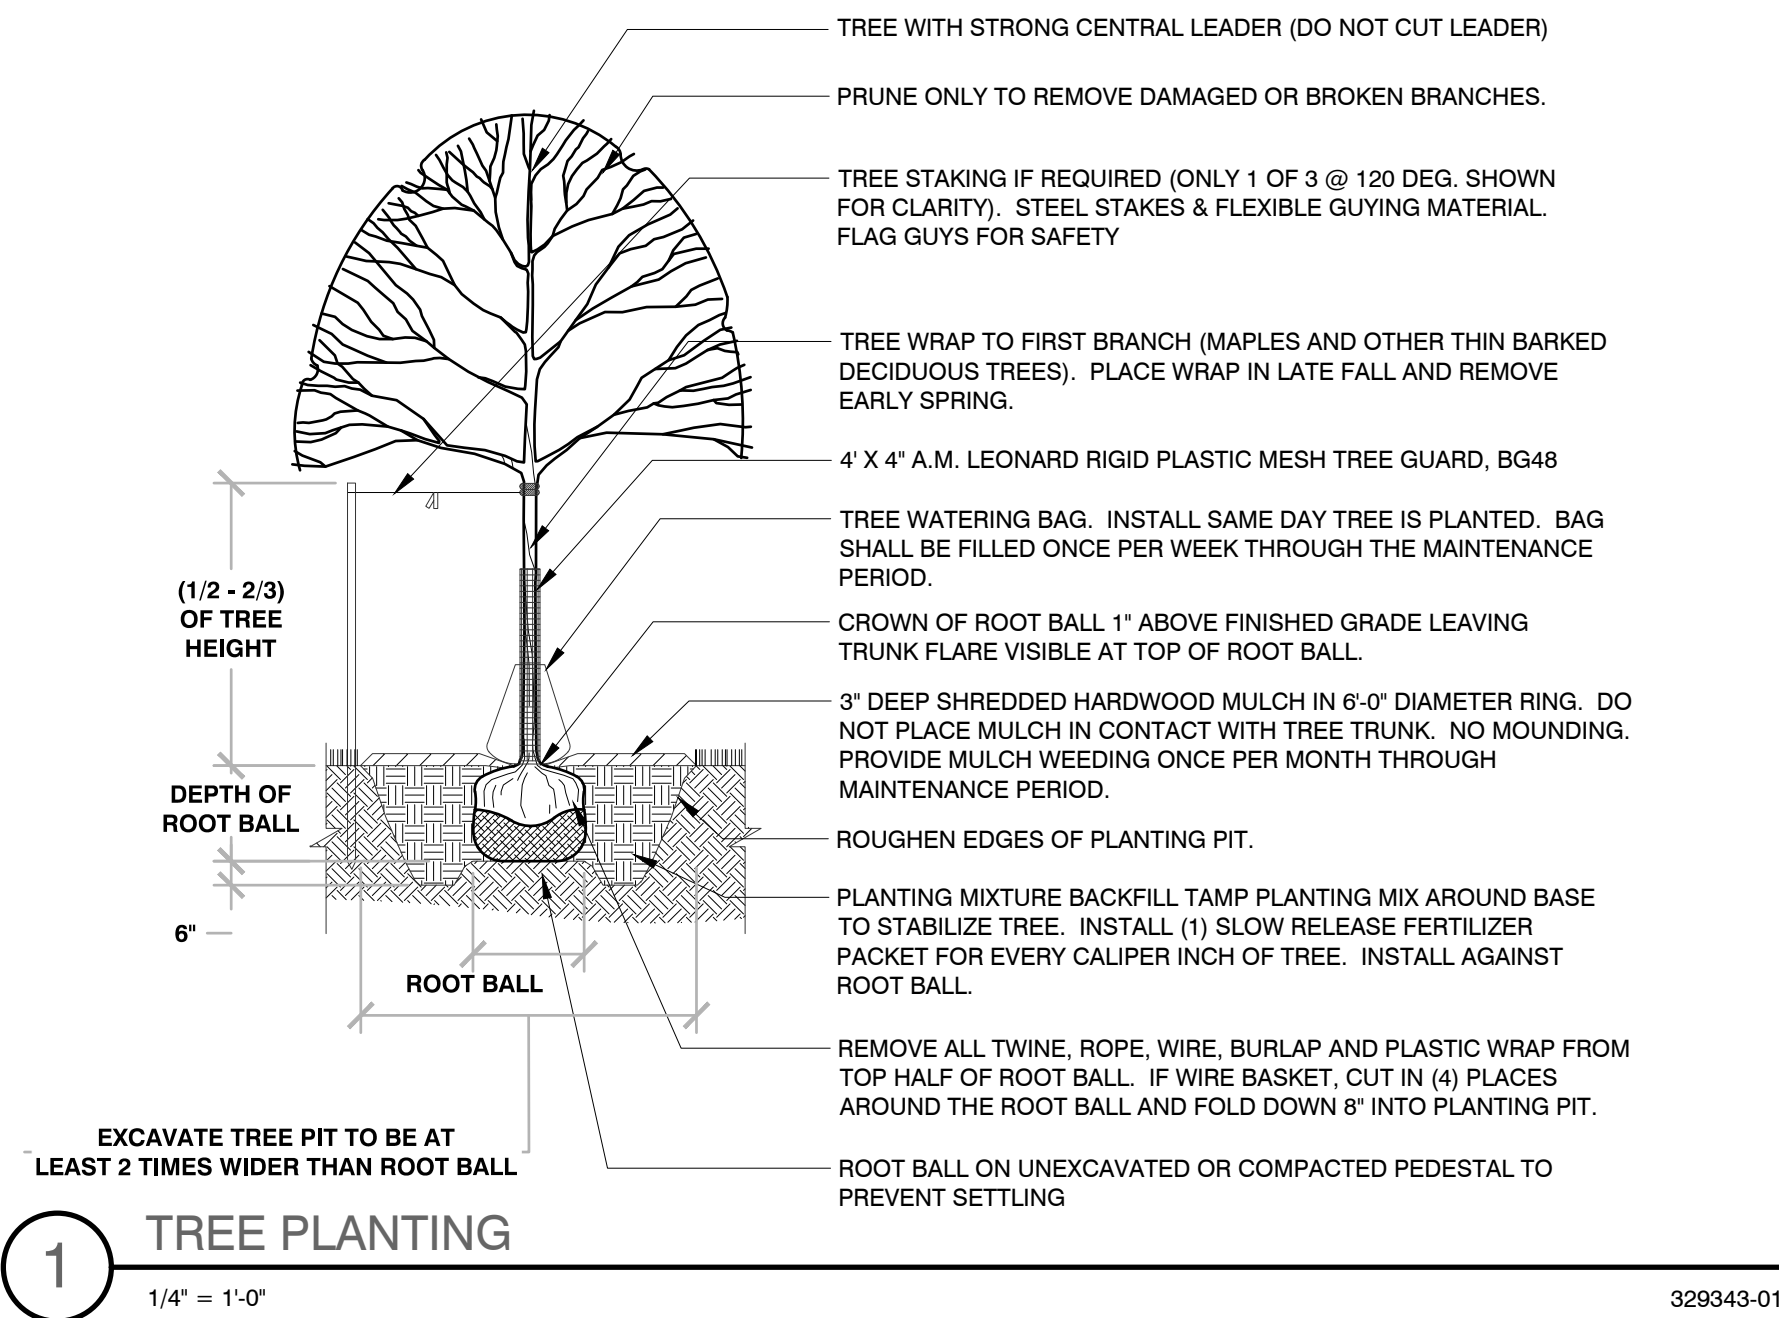 TREE WITH STRONG CENTRAL LEADER (DO NOT CUT LEADER)
PRUNE ONLY TO REMOVE DAMAGED OR BROKEN BRANCHES.
TREE STAKING IF REQUIRED (ONLY 1 OF 3 @ 120 DEG. SHOWN
FOR CLARITY).  STEEL STAKES & FLEXIBLE GUYING MATERIAL.
FLAG GUYS FOR SAFETY
TREE WRAP TO FIRST BRANCH (MAPLES AND OTHER THIN BARKED
DECIDUOUS TREES).  PLACE WRAP IN LATE FALL AND REMOVE
EARLY SPRING.
4' X 4" A.M. LEONARD RIGID PLASTIC MESH TREE GUARD, BG48
TREE WATERING BAG.  INSTALL SAME DAY TREE IS PLANTED.  BAG
SHALL BE FILLED ONCE PER WEEK THROUGH THE MAINTENANCE
PERIOD.
CROWN OF ROOT BALL 1" ABOVE FINISHED GRADE LEAVING
TRUNK FLARE VISIBLE AT TOP OF ROOT BALL.
3" DEEP SHREDDED HARDWOOD MULCH IN 6'-0" DIAMETER RING.  DO
NOT PLACE MULCH IN CONTACT WITH TREE TRUNK.  NO MOUNDING.
PROVIDE MULCH WEEDING ONCE PER MONTH THROUGH
MAINTENANCE PERIOD.
ROUGHEN EDGES OF PLANTING PIT.
PLANTING MIXTURE BACKFILL TAMP PLANTING MIX AROUND BASE
TO STABILIZE TREE.  INSTALL (1) SLOW RELEASE FERTILIZER
PACKET FOR EVERY CALIPER INCH OF TREE.  INSTALL AGAINST
ROOT BALL.
REMOVE ALL TWINE, ROPE, WIRE, BURLAP AND PLASTIC WRAP FROM
TOP HALF OF ROOT BALL.  IF WIRE BASKET, CUT IN (4) PLACES
AROUND THE ROOT BALL AND FOLD DOWN 8" INTO PLANTING PIT.
ROOT BALL ON UNEXCAVATED OR COMPACTED PEDESTAL TO
PREVENT SETTLING
(1/2 - 2/3)
OF TREE
HEIGHT
DEPTH OF
ROOT BALL
6"
ROOT BALL
EXCAVATE TREE PIT TO BE AT
LEAST 2 TIMES WIDER THAN ROOT BALL
1
TREE PLANTING
1/4" = 1'-0"
329343-01